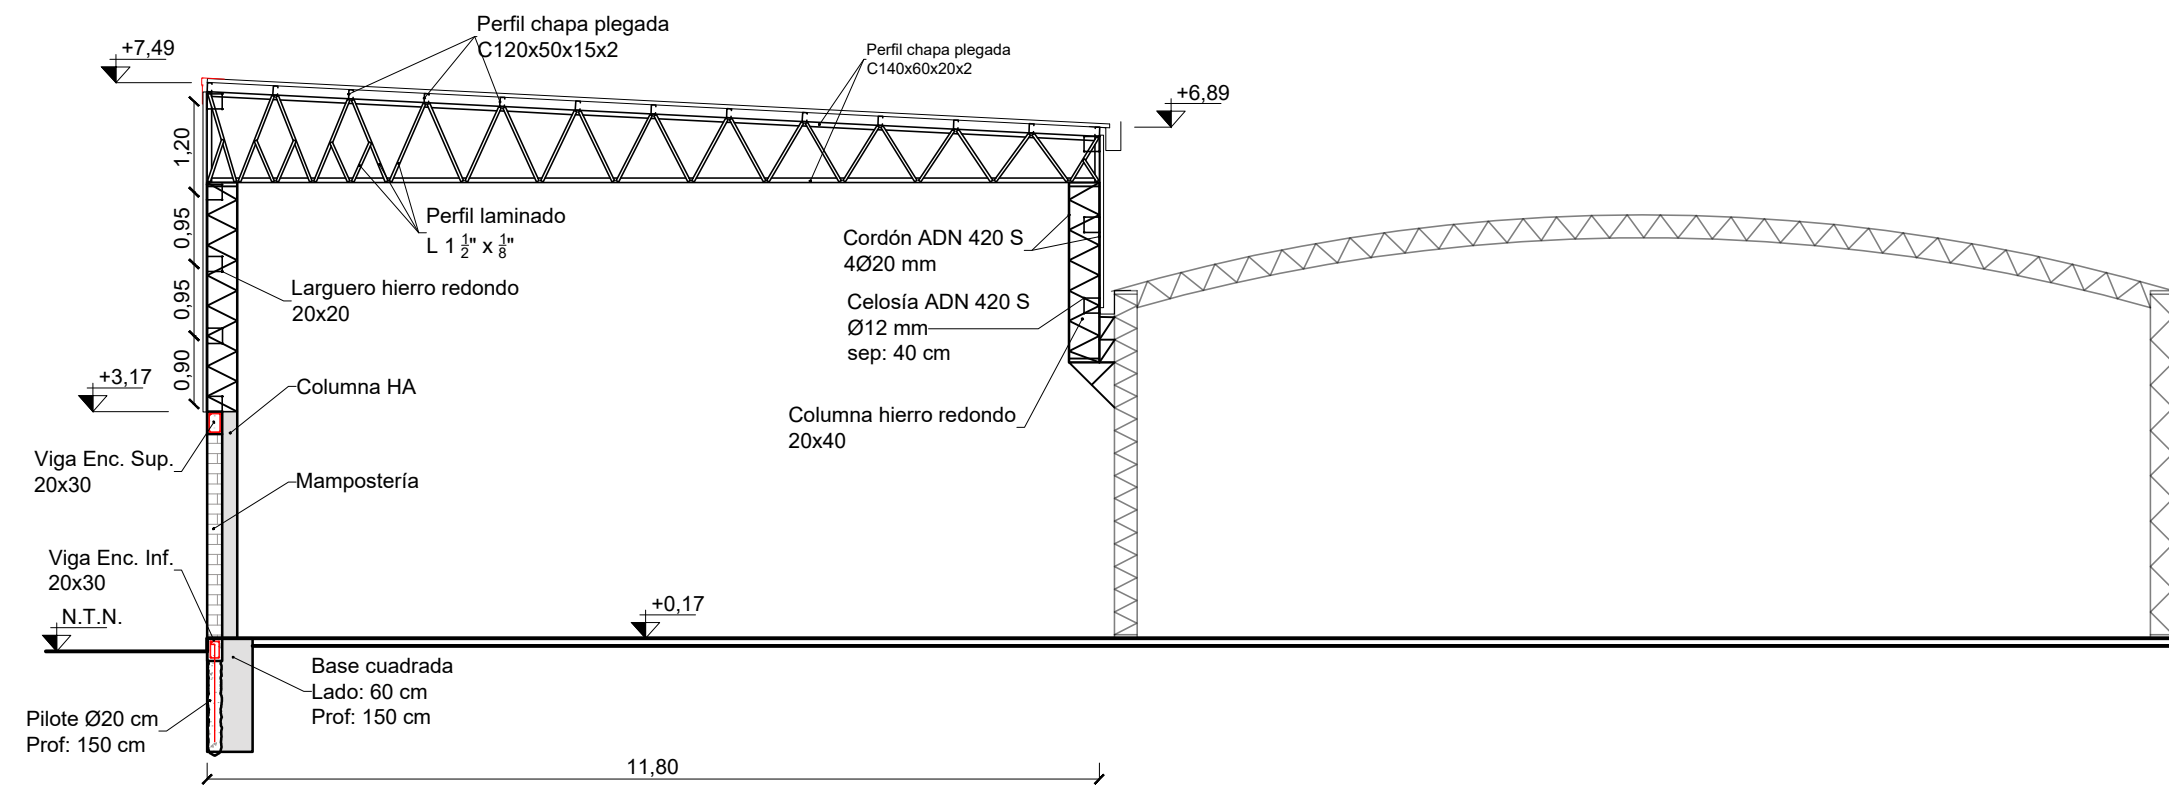 Perfil chapa plegada
C120x50x15x2
+7,49
Perfil chapa plegada
C140x60x20x2
+6,89
1,20
0,95
0,95
0,90
Perfil laminado
L 1 1/2" x 1/8"
Cordón ADN 420 S
4Ø20 mm
Larguero hierro redondo
20x20
Celosía ADN 420 S
Ø12 mm
sep: 40 cm
+3,17
Columna HA
Columna hierro redondo
20x40
Viga Enc. Sup.
20x30
Mampostería
Viga Enc. Inf.
20x30
N.T.N.
+0,17
Base cuadrada
Lado: 60 cm
Prof: 150 cm
Pilote Ø20 cm
Prof: 150 cm
11,80